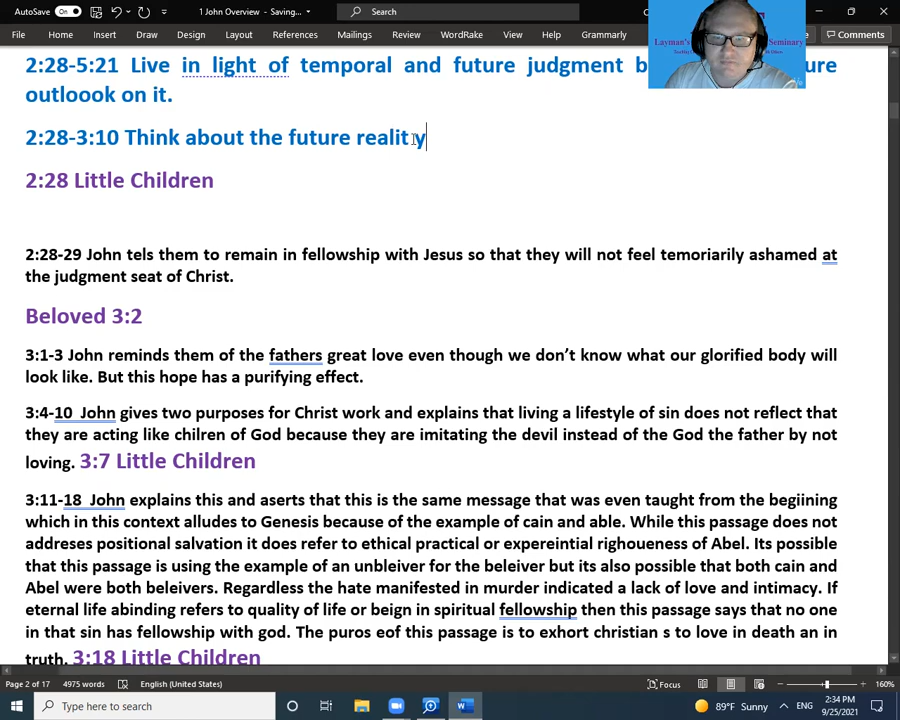 AutoSave On 1 John Overview - Saving... Search
File Home Insert Draw Design Layout References Mailings Review WordRake View Help Grammarly Comments
Layman's Seminary
2:28-5:21 Live in light of temporal and future judgment b ure
outloook on it.
2:28-3:10 Think about the future realit y
2:28 Little Children
2:28-29 John tells them to remain in fellowship with Jesus so that they will not feel temoriarily ashamed at
the judgment seat of Christ.
Beloved 3:2
3:1-3 John reminds them of the fathers great love even though we don't know what our glorified body will
look like. But this hope has a purifying effect.
3:4-10 John gives two purposes for Christ work and explains that living a lifestyle of sin does not reflect that
they are acting like chilren of God because they are imitating the devil instead of the God the father by not
loving. 3:7 Little Children
3:11-18 John explains this and aserts that this is the same message that was even taught from the begiining
which in this context alludes to Genesis because of the example of cain and able. While this passage does not
addreses positional salvation it does refer to ethical practical or expereintial righoueness of Abel. Its possible
that this passage is using the example of an unbleiver for the beleiver but its also possible that both cain and
Abel were both beleivers. Regardless the hate manifested in murder indicated a lack of love and intimacy. If
eternal life abinding refers to quality of life or beign in spiritual fellowship then this passage says that no one
in that sin has fellowship with god. The puros eof this passage is to exhort christian s to love in death an in
truth. 3:18 Little Children
Page 2 of 17 4975 words English (United States) Focus 160%
Type here to search 89°F Sunny ENG 2:34 PM
9/25/2021